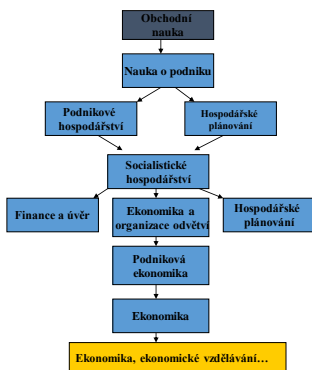 Obchodní
nauka
Nauka o podniku
Podnikové
hospodářství
Hospodářské
plánování
Socialistické
hospodářství
Finance a úvěr
Ekonomika a
organizace odvětví
Hospodářské
plánování
Podniková
ekonomika
Ekonomika
Ekonomika, ekonomické vzdělávání…